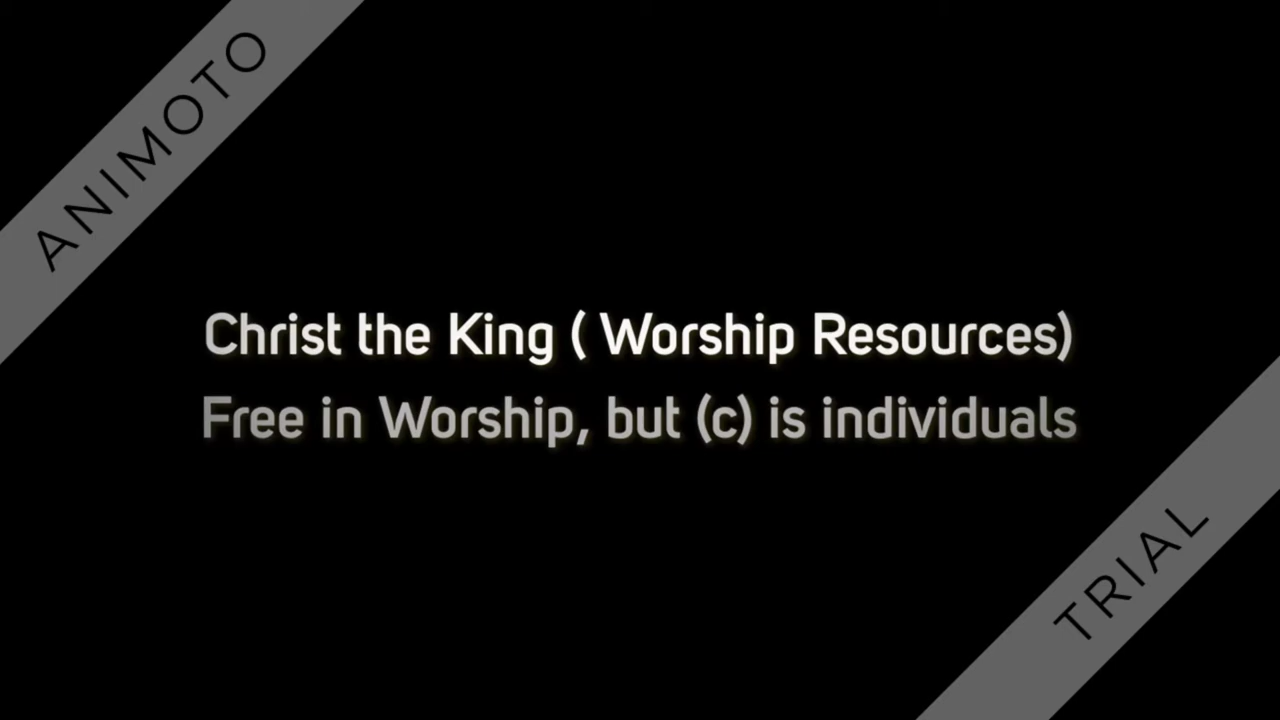 ANIMOTO
Christ the King ( Worship Resources)
Free in Worship, but (c) is individuals
TRIAL